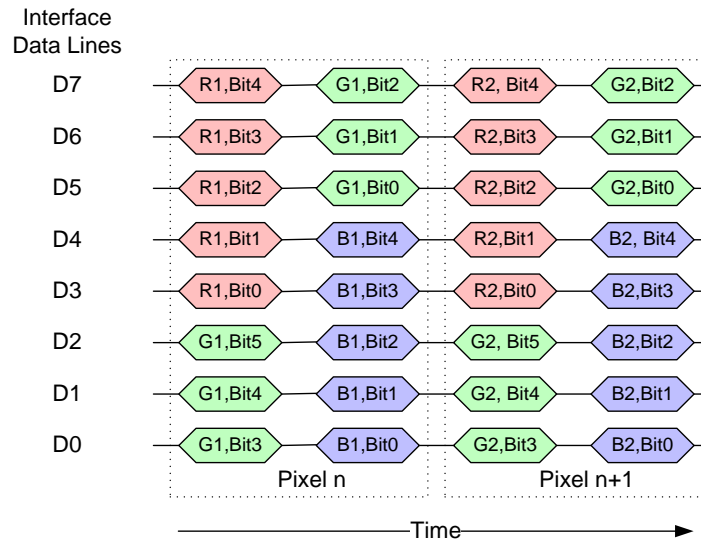 Interface
Data Lines
D7 R1,Bit4 G1,Bit2 R2, Bit4 G2,Bit2
D6 R1,Bit3 G1,Bit1 R2,Bit3 G2,Bit1
D5 R1,Bit2 G1,Bit0 R2,Bit2 G2,Bit0
D4 R1,Bit1 B1,Bit4 R2,Bit1 B2, Bit4
D3 R1,Bit0 B1,Bit3 R2,Bit0 B2,Bit3
D2 G1,Bit5 B1,Bit2 G2, Bit5 B2,Bit2
D1 G1,Bit4 B1,Bit1 G2, Bit4 B2,Bit1
D0 G1,Bit3 B1,Bit0 G2,Bit3 B2,Bit0
Pixel n Pixel n+1
Time